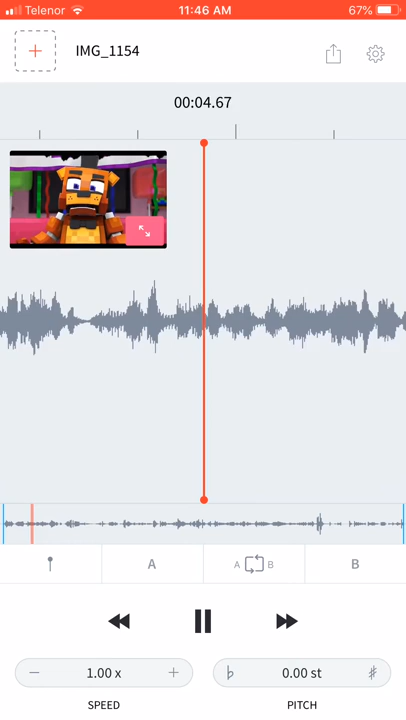 Telenor 11:46 AM 67%
IMG_1154
00:04.67
A A B B
1.00 x 0.00 st
SPEED PITCH